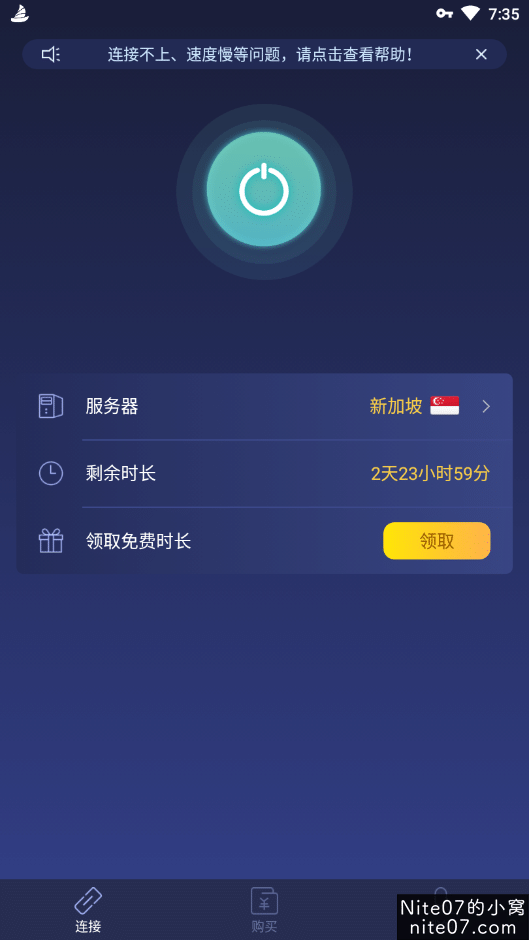 7:35
连接不上、速度慢等问题，请点击查看帮助！
服务器 新加坡
剩余时长 2天23小时59分
领取免费时长 领取
连接 购买
Nite07的小窝
nite07.com